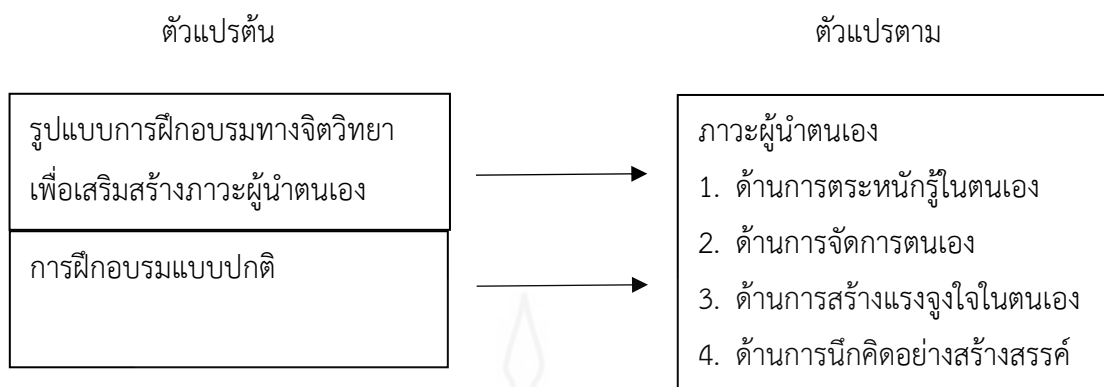 ตัวแปรต้น
ตัวแปรตาม
รูปแบบการฝึกอบรมทางจิตวิทยา
เพื่อเสริมสร้างภาวะผู้นำตนเอง
การฝึกอบรมแบบปกติ
ภาวะผู้นำตนเอง
1. ด้านการตระหนักรู้ในตนเอง
2. ด้านการจัดการตนเอง
3. ด้านการสร้างแรงจูงใจในตนเอง
4. ด้านการนึกคิดอย่างสร้างสรรค์